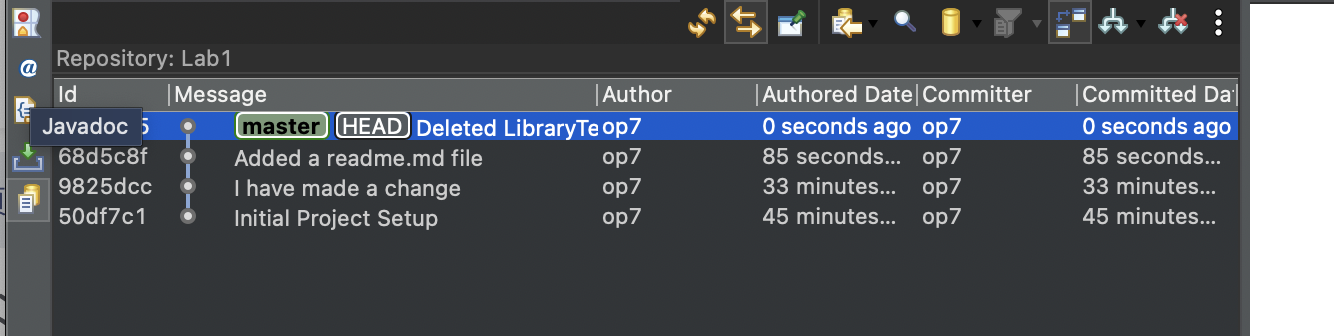 Repository: Lab1
Id Message Author Authored Date Committer Committed Da
Javadoc 5 master HEAD Deleted LibraryTe op7 0 seconds ago op7 0 seconds ago
68d5c8f Added a readme.md file op7 85 seconds... op7 85 seconds...
9825dcc I have made a change op7 33 minutes... op7 33 minutes...
50df7c1 Initial Project Setup op7 45 minutes... op7 45 minutes...